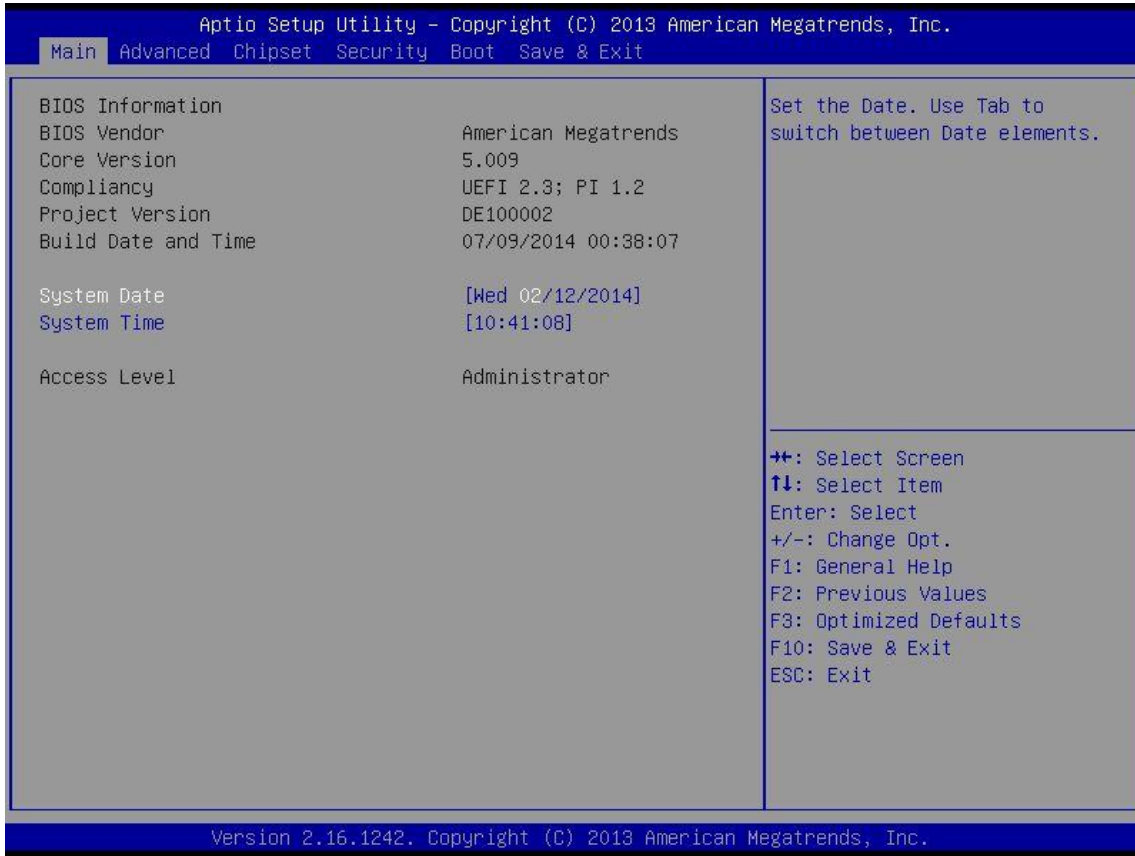 Aptio Setup Utility – Copyright (C) 2013 American Megatrends, Inc.
Main Advanced Chipset Security Boot Save & Exit
BIOS Information
BIOS Vendor American Megatrends
Core Version 5.009
Compliancy UEFI 2.3; PI 1.2
Project Version DE100002
Build Date and Time 07/09/2014 00:38:07
System Date [Wed 02/12/2014]
System Time [10:41:08]
Access Level Administrator
Set the Date. Use Tab to
switch between Date elements.
→←: Select Screen
↑↓: Select Item
Enter: Select
+/-: Change Opt.
F1: General Help
F2: Previous Values
F3: Optimized Defaults
F10: Save & Exit
ESC: Exit
Version 2.16.1242. Copyright (C) 2013 American Megatrends, Inc.